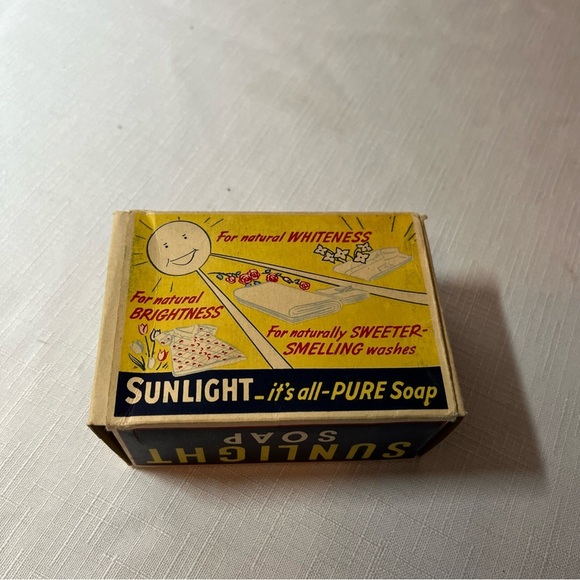 For natural WHITENESS
For natural
BRIGHTNESS
For naturally SWEETER-
SMELLING washes
SUNLIGHT - it's all-PURE Soap
SUNLIGHT
SOAP